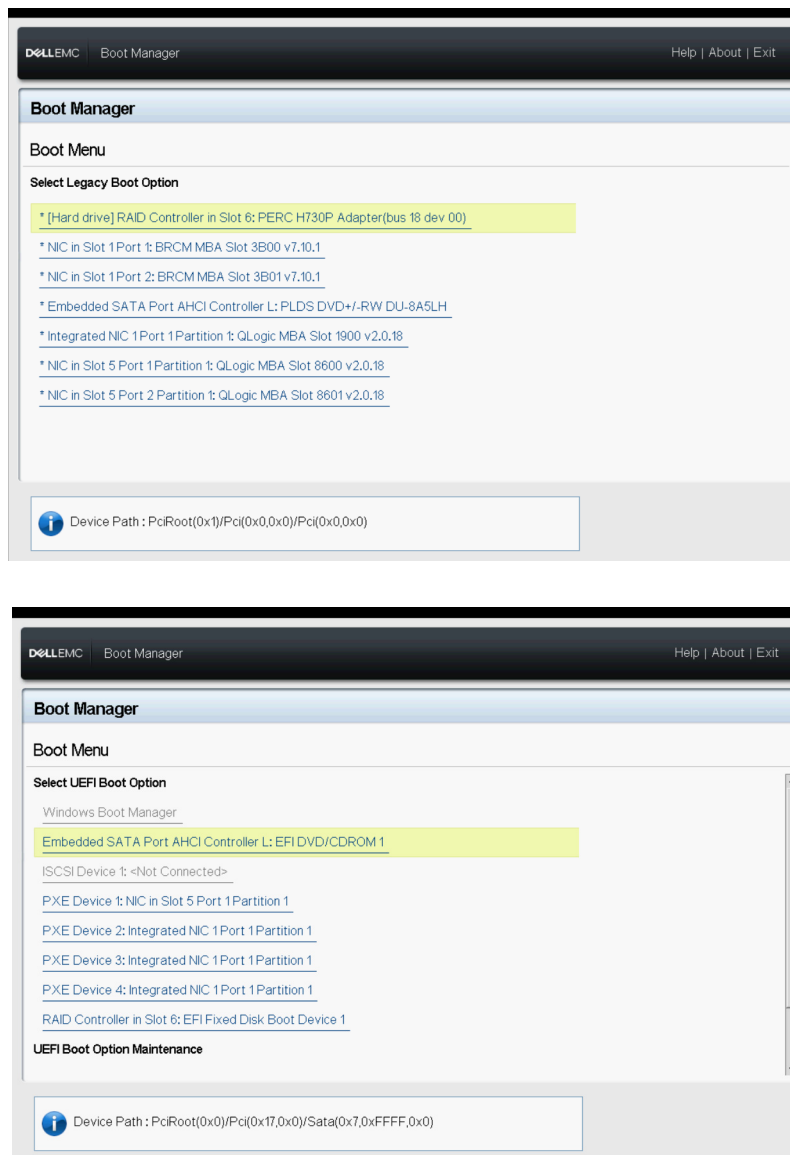 DELLEMC Boot Manager Help | About | Exit
Boot Manager
Boot Menu
Select Legacy Boot Option
* [Hard drive] RAID Controller in Slot 6: PERC H730P Adapter(bus 18 dev 00)
* NIC in Slot 1 Port 1: BRCM MBA Slot 3B00 v7.10.1
* NIC in Slot 1 Port 2: BRCM MBA Slot 3B01 v7.10.1
* Embedded SATA Port AHCI Controller L: PLDS DVD+/-RW DU-8A5LH
* Integrated NIC 1 Port 1 Partition 1: QLogic MBA Slot 1900 v2.0.18
* NIC in Slot 5 Port 1 Partition 1: QLogic MBA Slot 8600 v2.0.18
* NIC in Slot 5 Port 2 Partition 1: QLogic MBA Slot 8601 v2.0.18
Device Path : PciRoot(0x1)/Pci(0x0,0x0)/Pci(0x0,0x0)
DELLEMC Boot Manager Help | About | Exit
Boot Manager
Boot Menu
Select UEFI Boot Option
Windows Boot Manager
Embedded SATA Port AHCI Controller L: EFI DVD/CDROM 1
ISCSI Device 1: <Not Connected>
PXE Device 1: NIC in Slot 5 Port 1 Partition 1
PXE Device 2: Integrated NIC 1 Port 1 Partition 1
PXE Device 3: Integrated NIC 1 Port 1 Partition 1
PXE Device 4: Integrated NIC 1 Port 1 Partition 1
RAID Controller in Slot 6: EFI Fixed Disk Boot Device 1
UEFI Boot Option Maintenance
Device Path : PciRoot(0x0)/Pci(0x17,0x0)/Sata(0x7,0xFFFF,0x0)